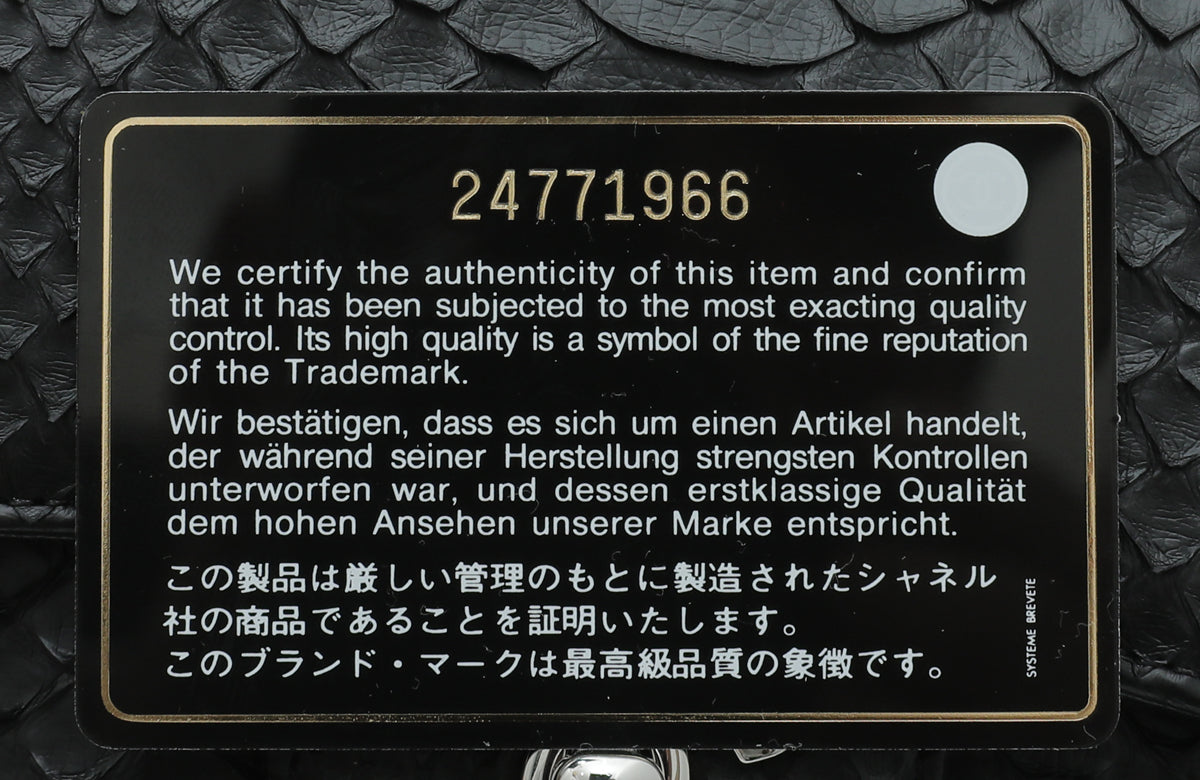 24771966
We certify the authenticity of this item and confirm
that it has been subjected to the most exacting quality
control. Its high quality is a symbol of the fine reputation
of the Trademark.
Wir bestätigen, dass es sich um einen Artikel handelt,
der während seiner Herstellung strengsten Kontrollen
unterworfen war, und dessen erstklassige Qualität
dem hohen Ansehen unserer Marke entspricht.
この製品は厳しい管理のもとに製造されたシャネル
社の商品であることを証明いたします。
このブランド・マークは最高級品質の象徴です。
SYSTEME BREVETE